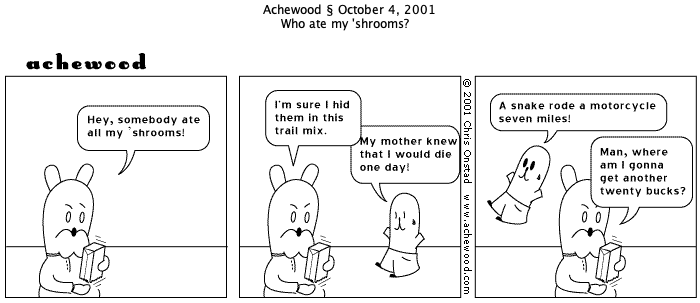 Achewood § October 4, 2001
Who ate my 'shrooms?
achewood
Hey, somebody ate
all my `shrooms!
I'm sure I hid
them in this
trail mix.
My mother knew
that I would die
one day!
© 2001 Chris Onstad www.achewood.com
A snake rode a motorcycle
seven miles!
Man, where
am I gonna
get another
twenty bucks?